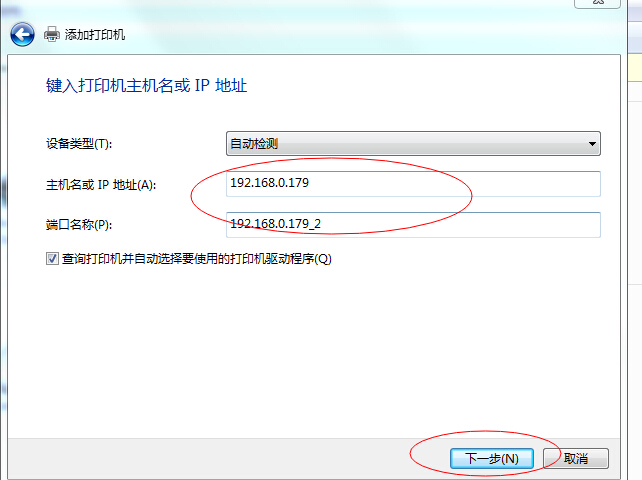 添加打印机
键入打印机主机名或 IP 地址
设备类型(T):
自动检测
主机名或 IP 地址(A):
192.168.0.179
端口名称(P):
192.168.0.179_2
查询打印机并自动选择要使用的打印机驱动程序(Q)
下一步(N)
取消